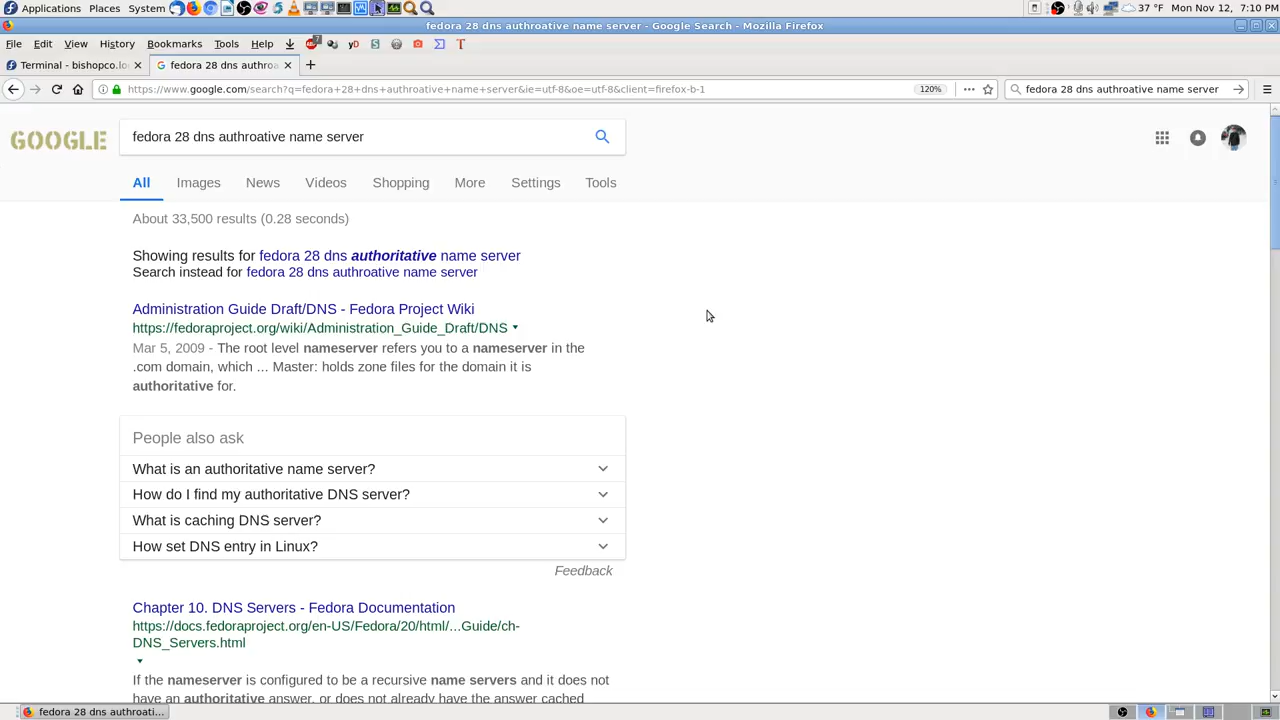 Applications Places System 37 °F Mon Nov 12, 7:10 PM
fedora 28 dns authroative name server - Google Search - Mozilla Firefox
File Edit View History Bookmarks Tools Help 7 yD S T
Terminal - bishopco.lo × fedora 28 dns authroa × +
https://www.google.com/search?q=fedora+28+dns+authroative+name+server&ie=utf-8&oe=utf-8&client=firefox-b-1 120% fedora 28 dns authroative name server
GOOGLE fedora 28 dns authroative name server
All Images News Videos Shopping More Settings Tools
About 33,500 results (0.28 seconds)
Showing results for fedora 28 dns authoritative name server
Search instead for fedora 28 dns authroative name server
Administration Guide Draft/DNS - Fedora Project Wiki
https://fedoraproject.org/wiki/Administration_Guide_Draft/DNS
Mar 5, 2009 - The root level nameserver refers you to a nameserver in the
.com domain, which ... Master: holds zone files for the domain it is
authoritative for.
People also ask
What is an authoritative name server?
How do I find my authoritative DNS server?
What is caching DNS server?
How set DNS entry in Linux?
Feedback
Chapter 10. DNS Servers - Fedora Documentation
https://docs.fedoraproject.org/en-US/Fedora/20/html/...Guide/ch-
DNS_Servers.html
If the nameserver is configured to be a recursive name servers and it does not
have an authoritative answer, or does not already have the answer cached
fedora 28 dns authroati...